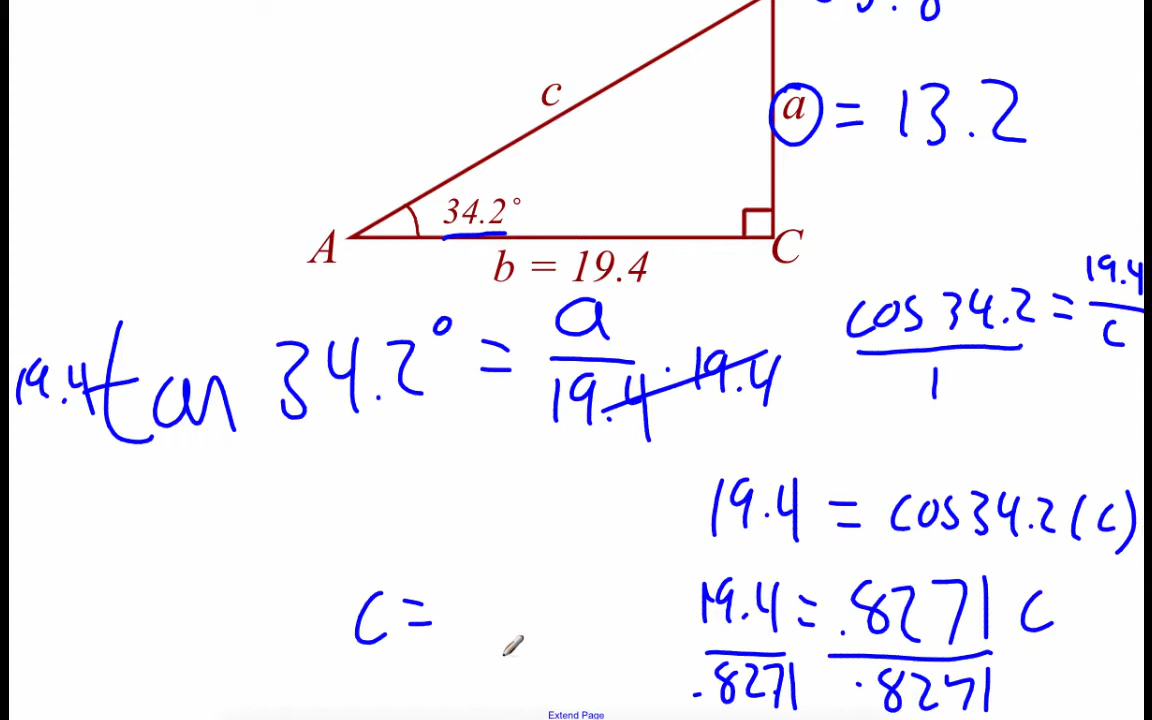 c
a = 13.2
34.2°
A
C
b = 19.4
cos 34.2 = 19.4 / c
1
19.4 tan 34.2° = a / 19.4 · 19.4
19.4 = cos 34.2 (c)
19.4 = .8271 c
.8271 .8271
c =
Extend Page